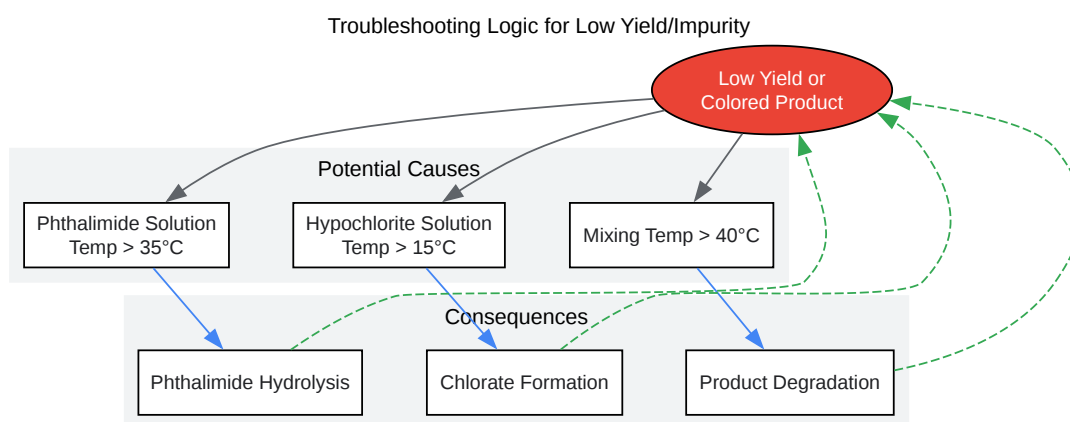 Troubleshooting Logic for Low Yield/Impurity
Low Yield or
Colored Product
Potential Causes
Phthalimide Solution
Temp > 35°C
Hypochlorite Solution
Temp > 15°C
Mixing Temp > 40°C
Consequences
Phthalimide Hydrolysis
Chlorate Formation
Product Degradation